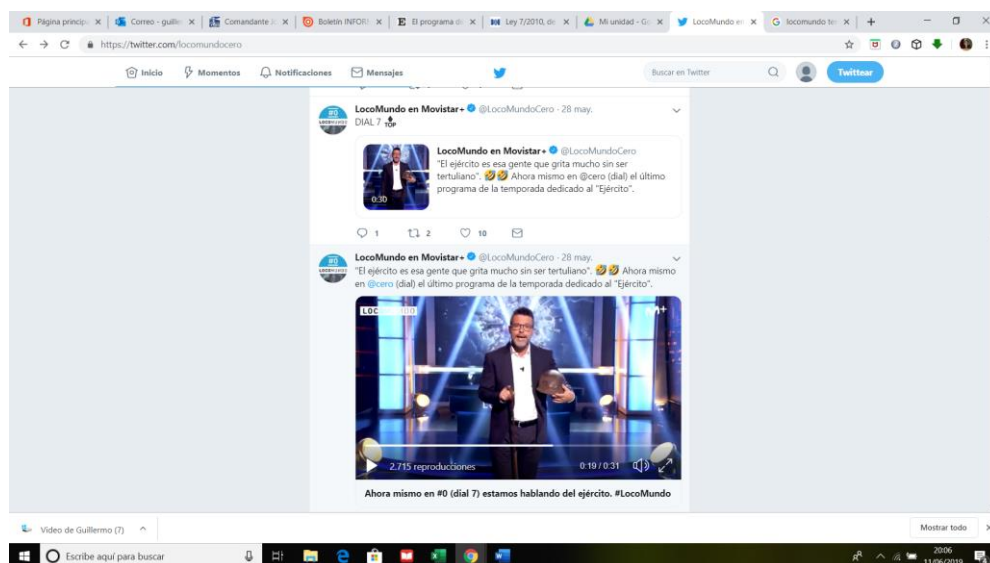 Página princip
Correo - guille
Comandante
Boletín INFOR
El programa d
Ley 7/2010, de
Mi unidad - Go
LocoMundo en
locomundo te
https://twitter.com/locomundocero
Inicio
Momentos
Notificaciones
Mensajes
Buscar en Twitter
Twittear
LocoMundo en Movistar+ @LocoMundoCero · 28 may.
DIAL 7 TOP
LocoMundo en Movistar+ @LocoMundoCero
"El ejército es esa gente que grita mucho sin ser
tertuliano". 🤣🤣 Ahora mismo en @cero (dial) el último
programa de la temporada dedicado al "Ejército".
0:30
1 2 10
LocoMundo en Movistar+ @LocoMundoCero · 28 may.
"El ejército es esa gente que grita mucho sin ser tertuliano". 🤣🤣 Ahora mismo
en @cero (dial) el último programa de la temporada dedicado al "Ejército".
M+
2.715 reproducciones
0:19 / 0:31
Ahora mismo en #0 (dial 7) estamos hablando del ejército. #LocoMundo
Video de Guillermo (7)
Mostrar todo
Escribe aquí para buscar
20:06
11/06/2019